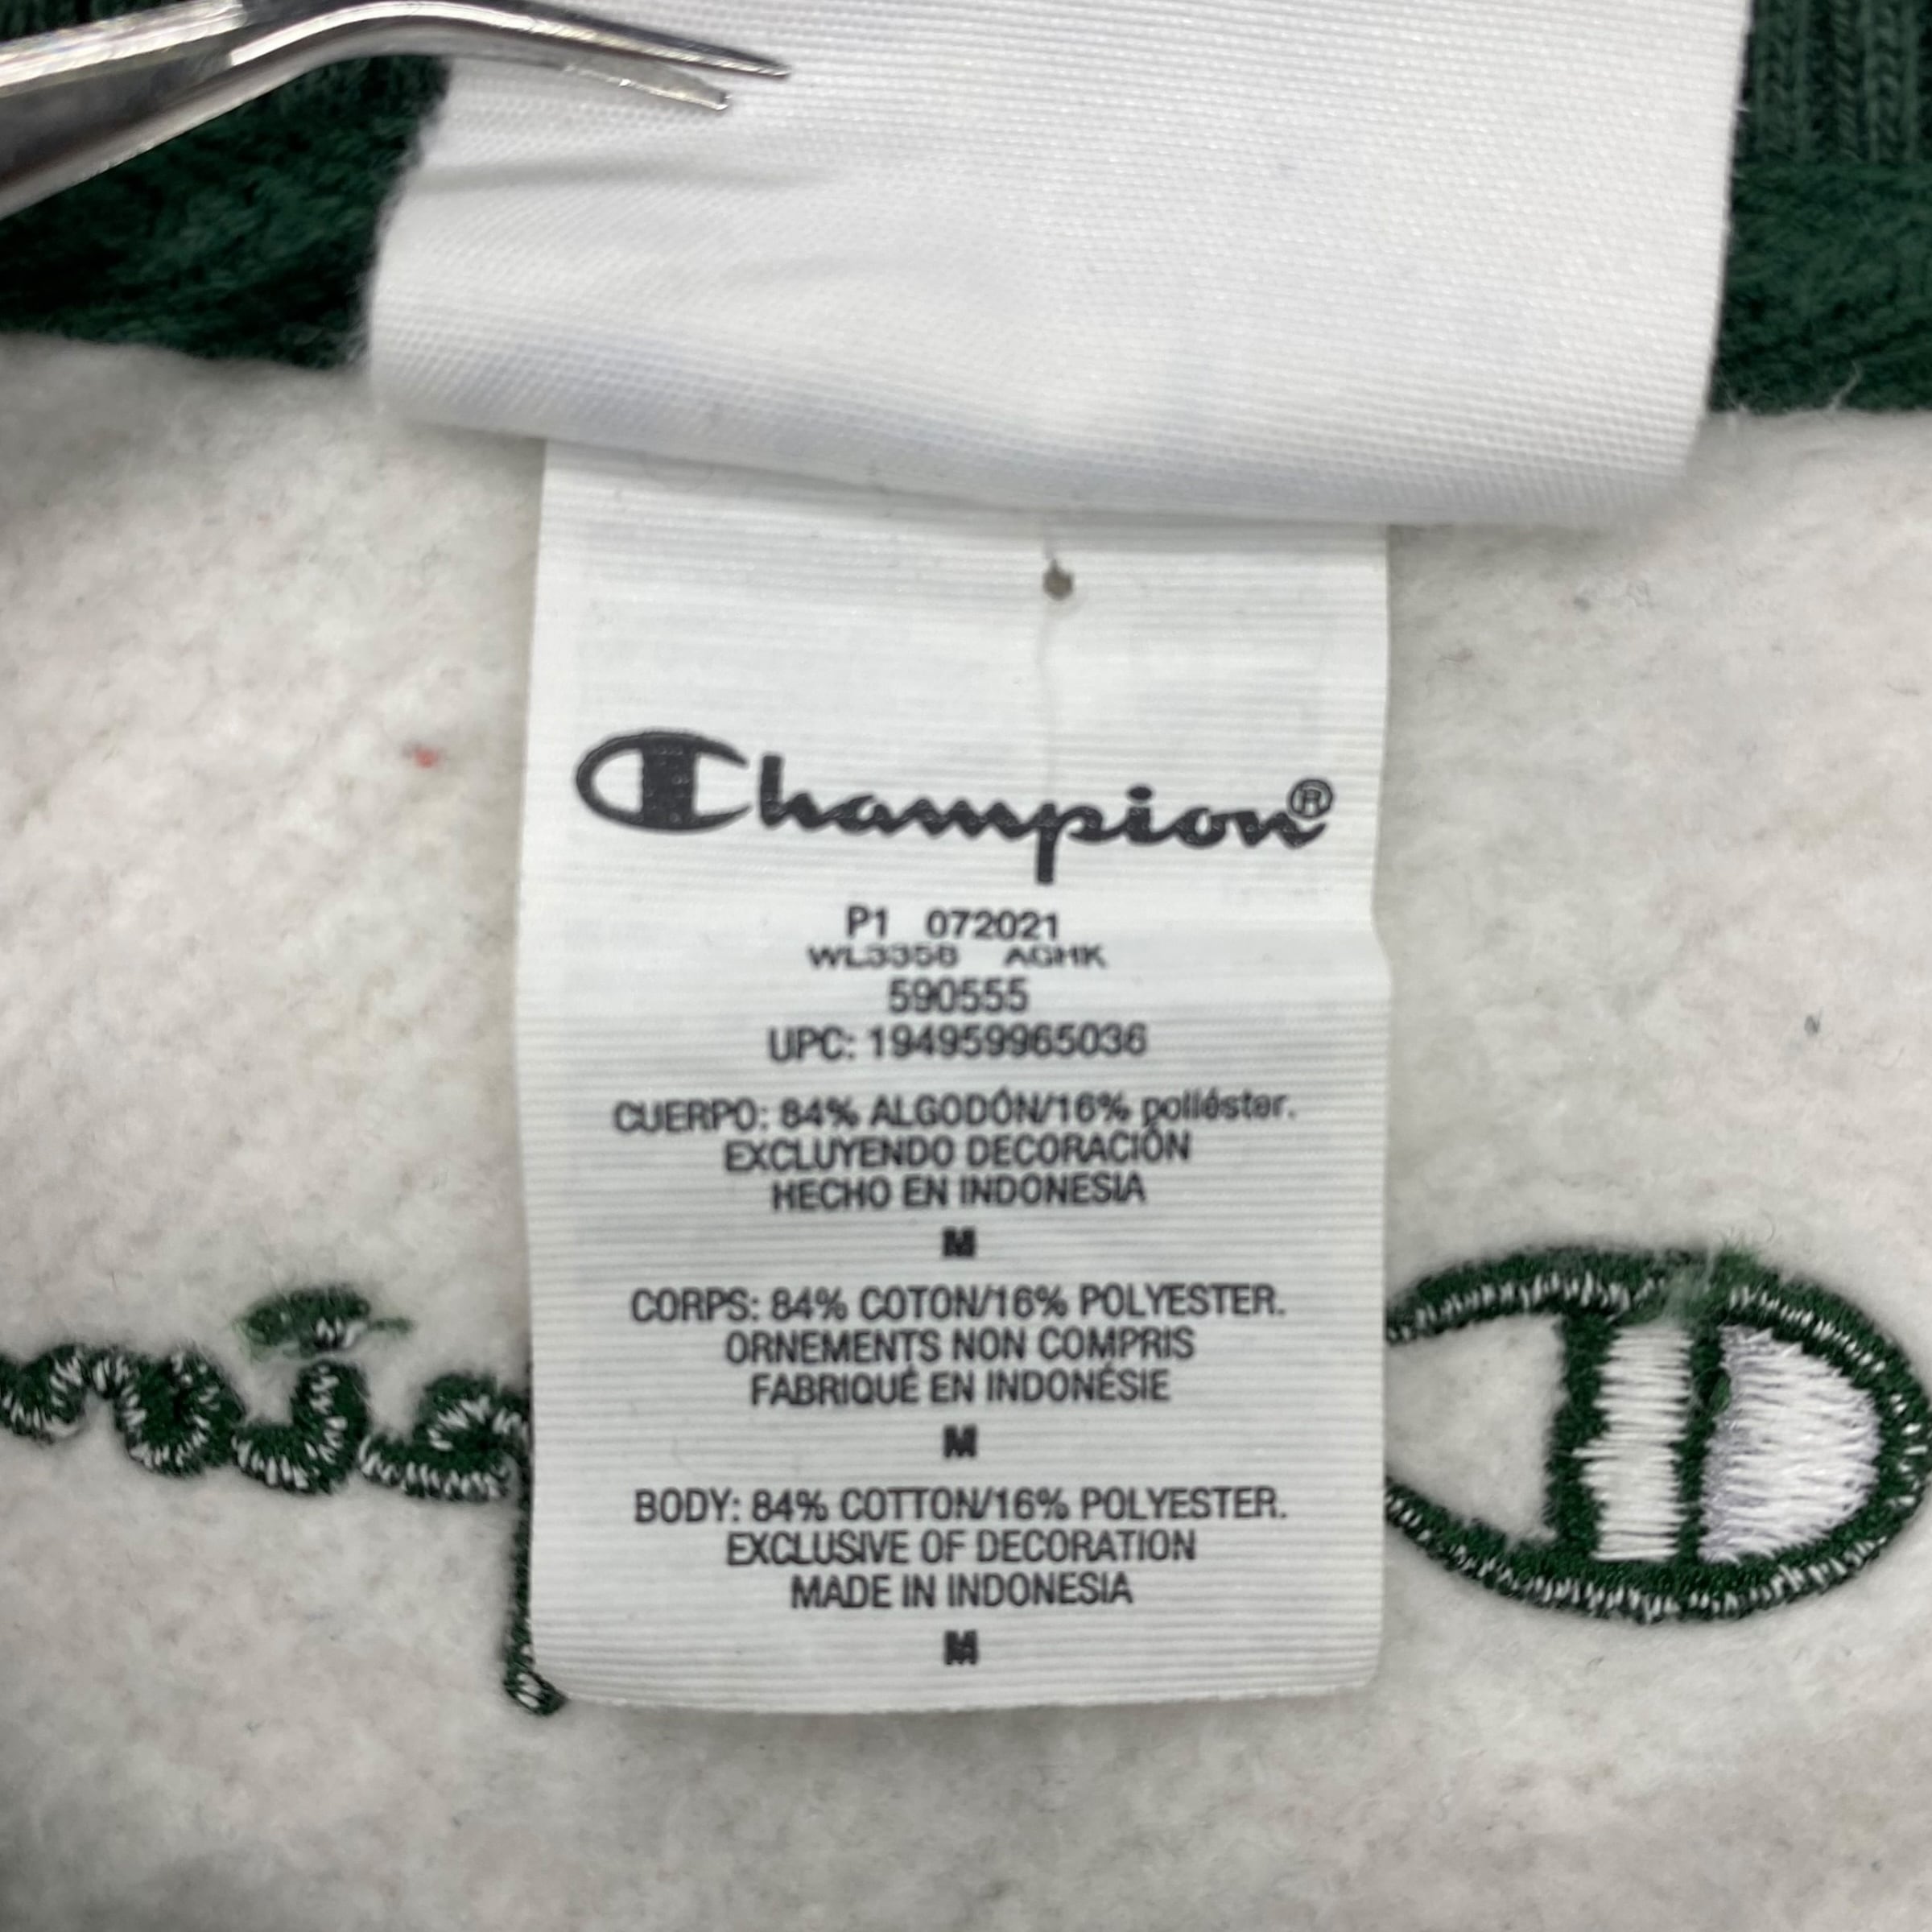 Champion®
P1 072021
WL3358 AGHK
590555
UPC: 194959965036
CUERPO: 84% ALGODÓN/16% poliéster.
EXCLUYENDO DECORACIÓN
HECHO EN INDONESIA
M
CORPS: 84% COTON/16% POLYESTER.
ORNEMENTS NON COMPRIS
FABRIQUÉ EN INDONÉSIE
M
BODY: 84% COTTON/16% POLYESTER.
EXCLUSIVE OF DECORATION
MADE IN INDONESIA
M